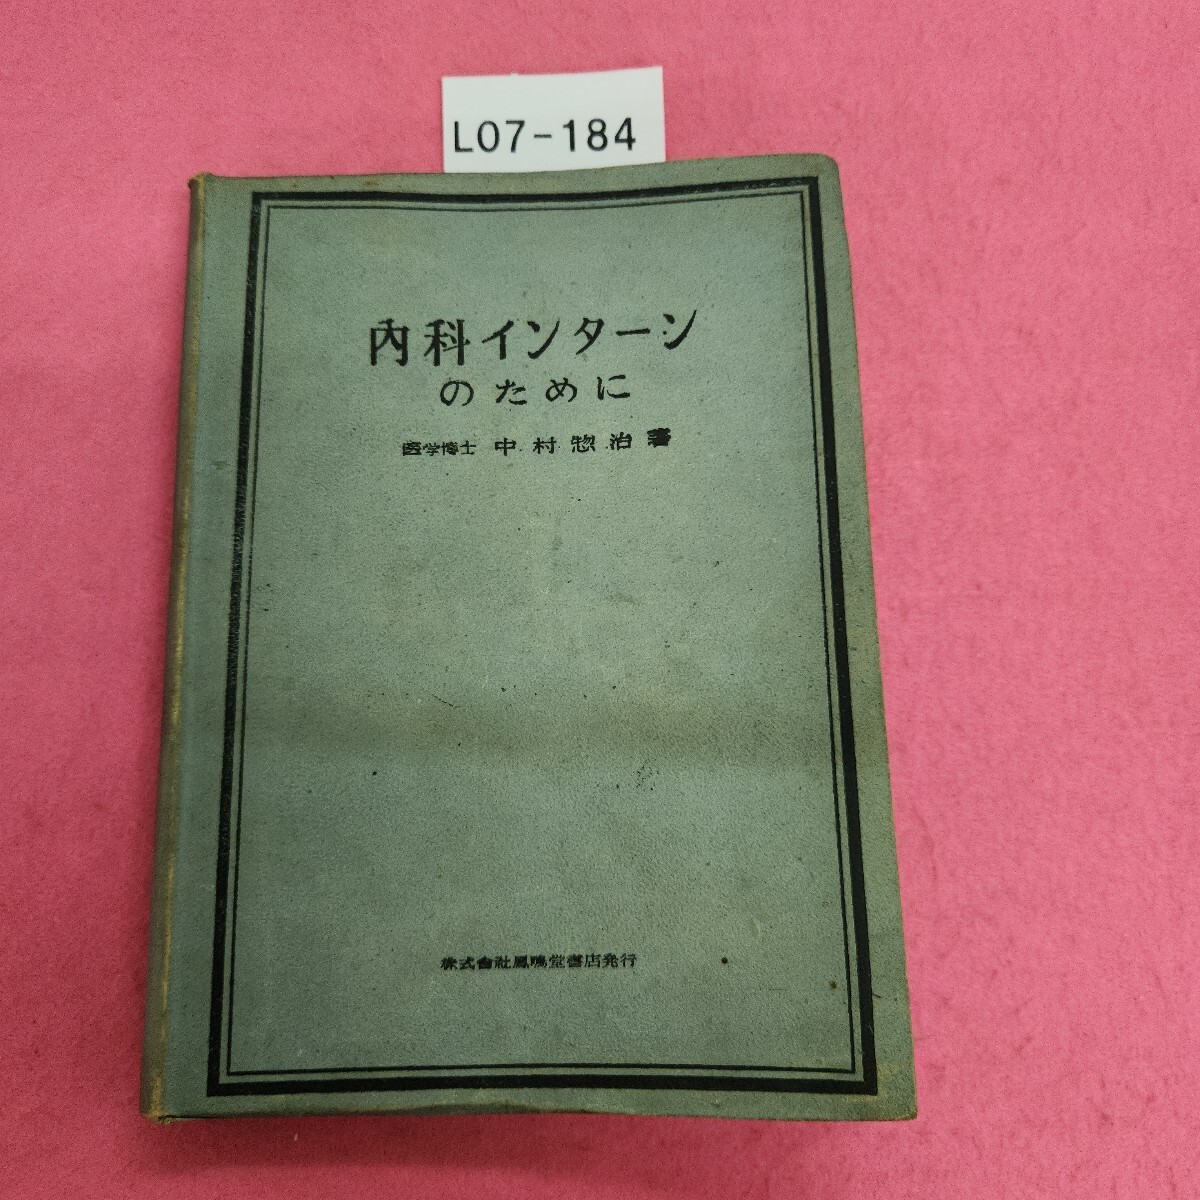 L07-184
内科インターン
のために
医学博士 中村惣治著
株式會社鳳鳴堂書店発行